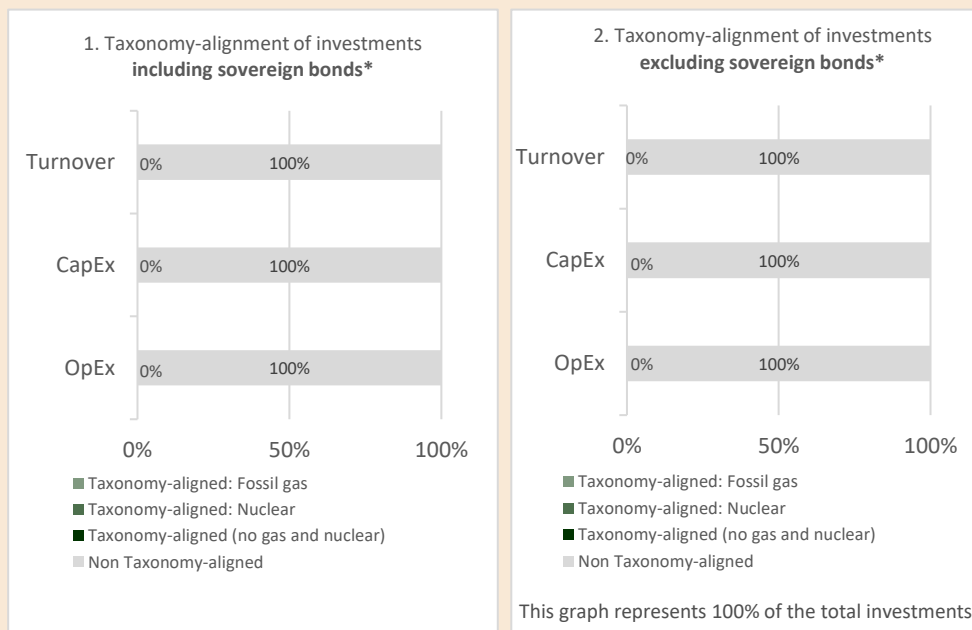 1. Taxonomy-alignment of investments
including sovereign bonds*
Turnover
0%
100%
CapEx
0%
100%
OpEx
0%
100%
0%
50%
100%
Taxonomy-aligned: Fossil gas
Taxonomy-aligned: Nuclear
Taxonomy-aligned (no gas and nuclear)
Non Taxonomy-aligned
2. Taxonomy-alignment of investments
excluding sovereign bonds*
Turnover
0%
100%
CapEx
0%
100%
OpEx
0%
100%
0%
50%
100%
Taxonomy-aligned: Fossil gas
Taxonomy-aligned: Nuclear
Taxonomy-aligned (no gas and nuclear)
Non Taxonomy-aligned
This graph represents 100% of the total investments